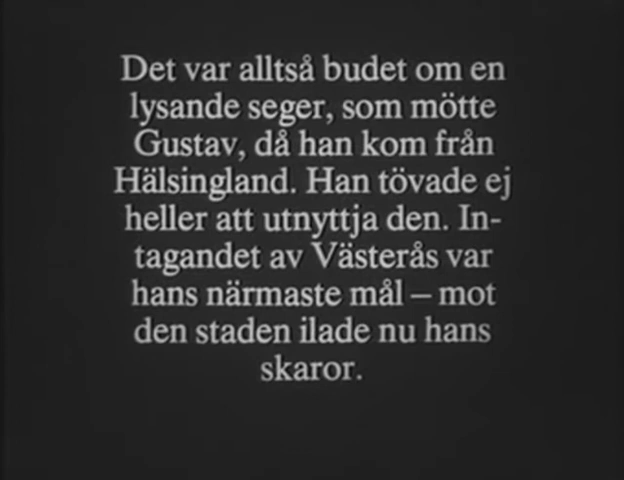 Det var alltså budet om en
lysande seger, som mötte
Gustav, då han kom från
Hälsingland. Han tövade ej
heller att utnyttja den. In-
tagandet av Västerås var
hans närmaste mål – mot
den staden ilade nu hans
skaror.